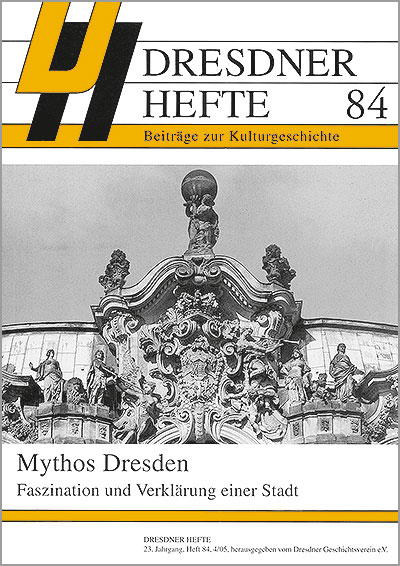 DRESDNER
HEFTE 84
Beiträge zur Kulturgeschichte
Mythos Dresden
Faszination und Verklärung einer Stadt
DRESDNER HEFTE
23. Jahrgang, Heft 84, 4/05, herausgegeben vom Dresdner Geschichtsverein e.V.